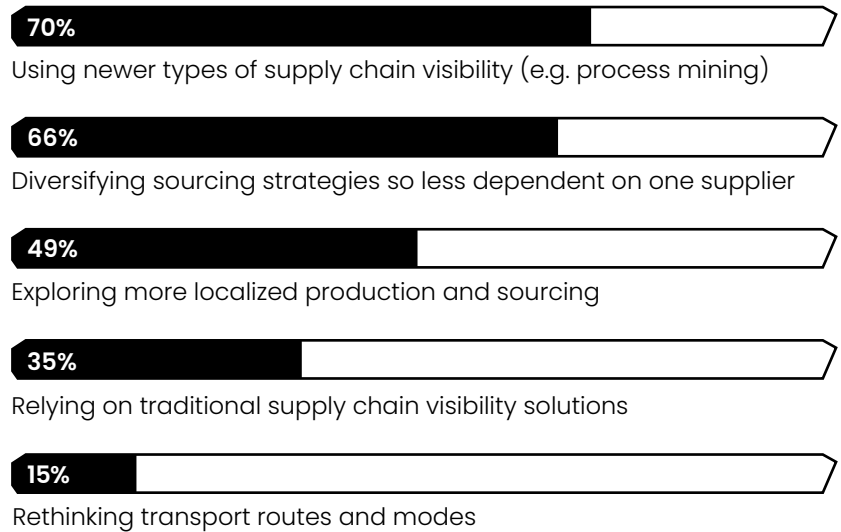 70%
Using newer types of supply chain visibility (e.g. process mining)
66%
Diversifying sourcing strategies so less dependent on one supplier
49%
Exploring more localized production and sourcing
35%
Relying on traditional supply chain visibility solutions
15%
Rethinking transport routes and modes